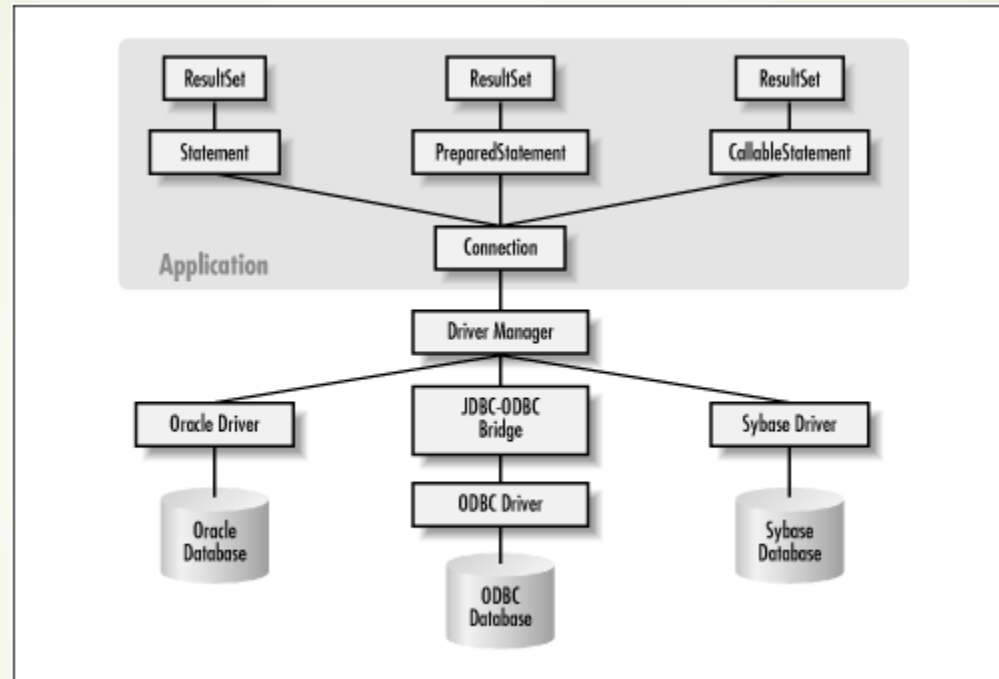 ResultSet
ResultSet
ResultSet
Statement
PreparedStatement
CallableStatement
Connection
Application
Driver Manager
Oracle Driver
JDBC-ODBC
Bridge
Sybase Driver
ODBC Driver
Oracle
Database
Sybase
Database
ODBC
Database